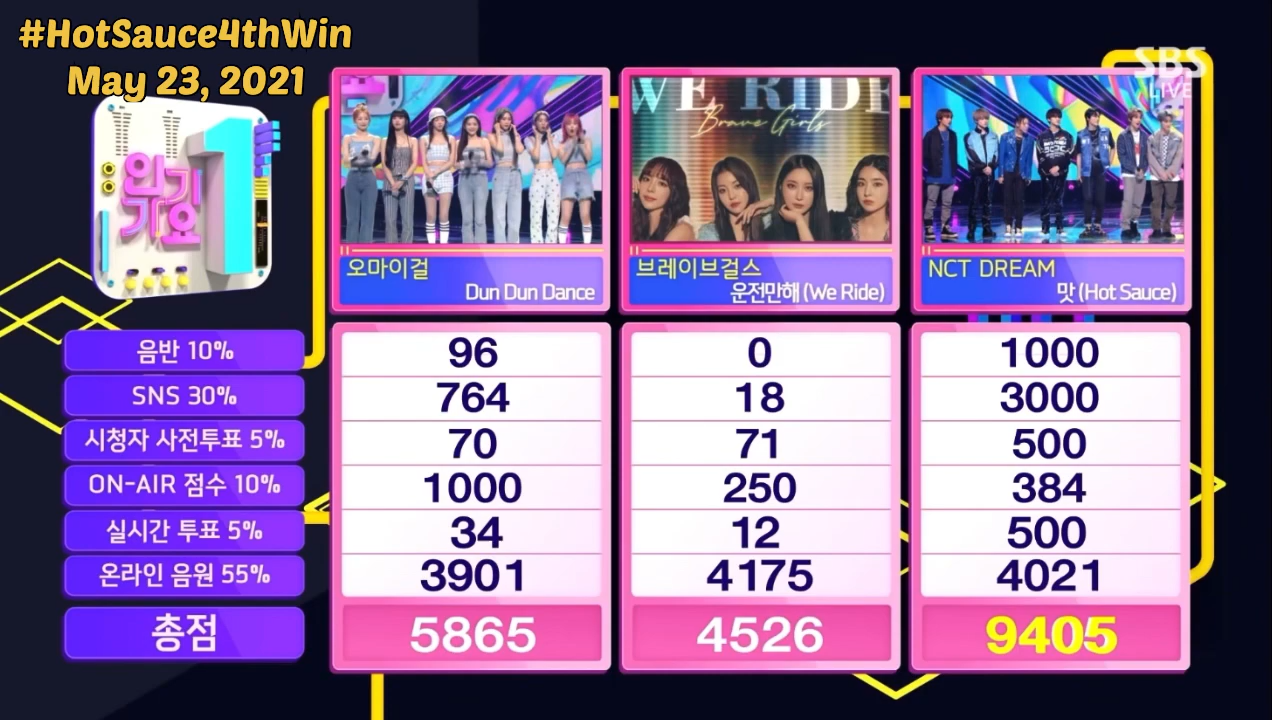 #HotSauce4thWin
May 23, 2021
SBS
LIVE
인기
가요
1
WE RIDE
Brave Girls
오마이걸
Dun Dun Dance
브레이브걸스
운전만해 (We Ride)
NCT DREAM
맛 (Hot Sauce)
음반 10% 96 0 1000
SNS 30% 764 18 3000
시청자 사전투표 5% 70 71 500
ON-AIR 점수 10% 1000 250 384
실시간 투표 5% 34 12 500
온라인 음원 55% 3901 4175 4021
총점 5865 4526 9405